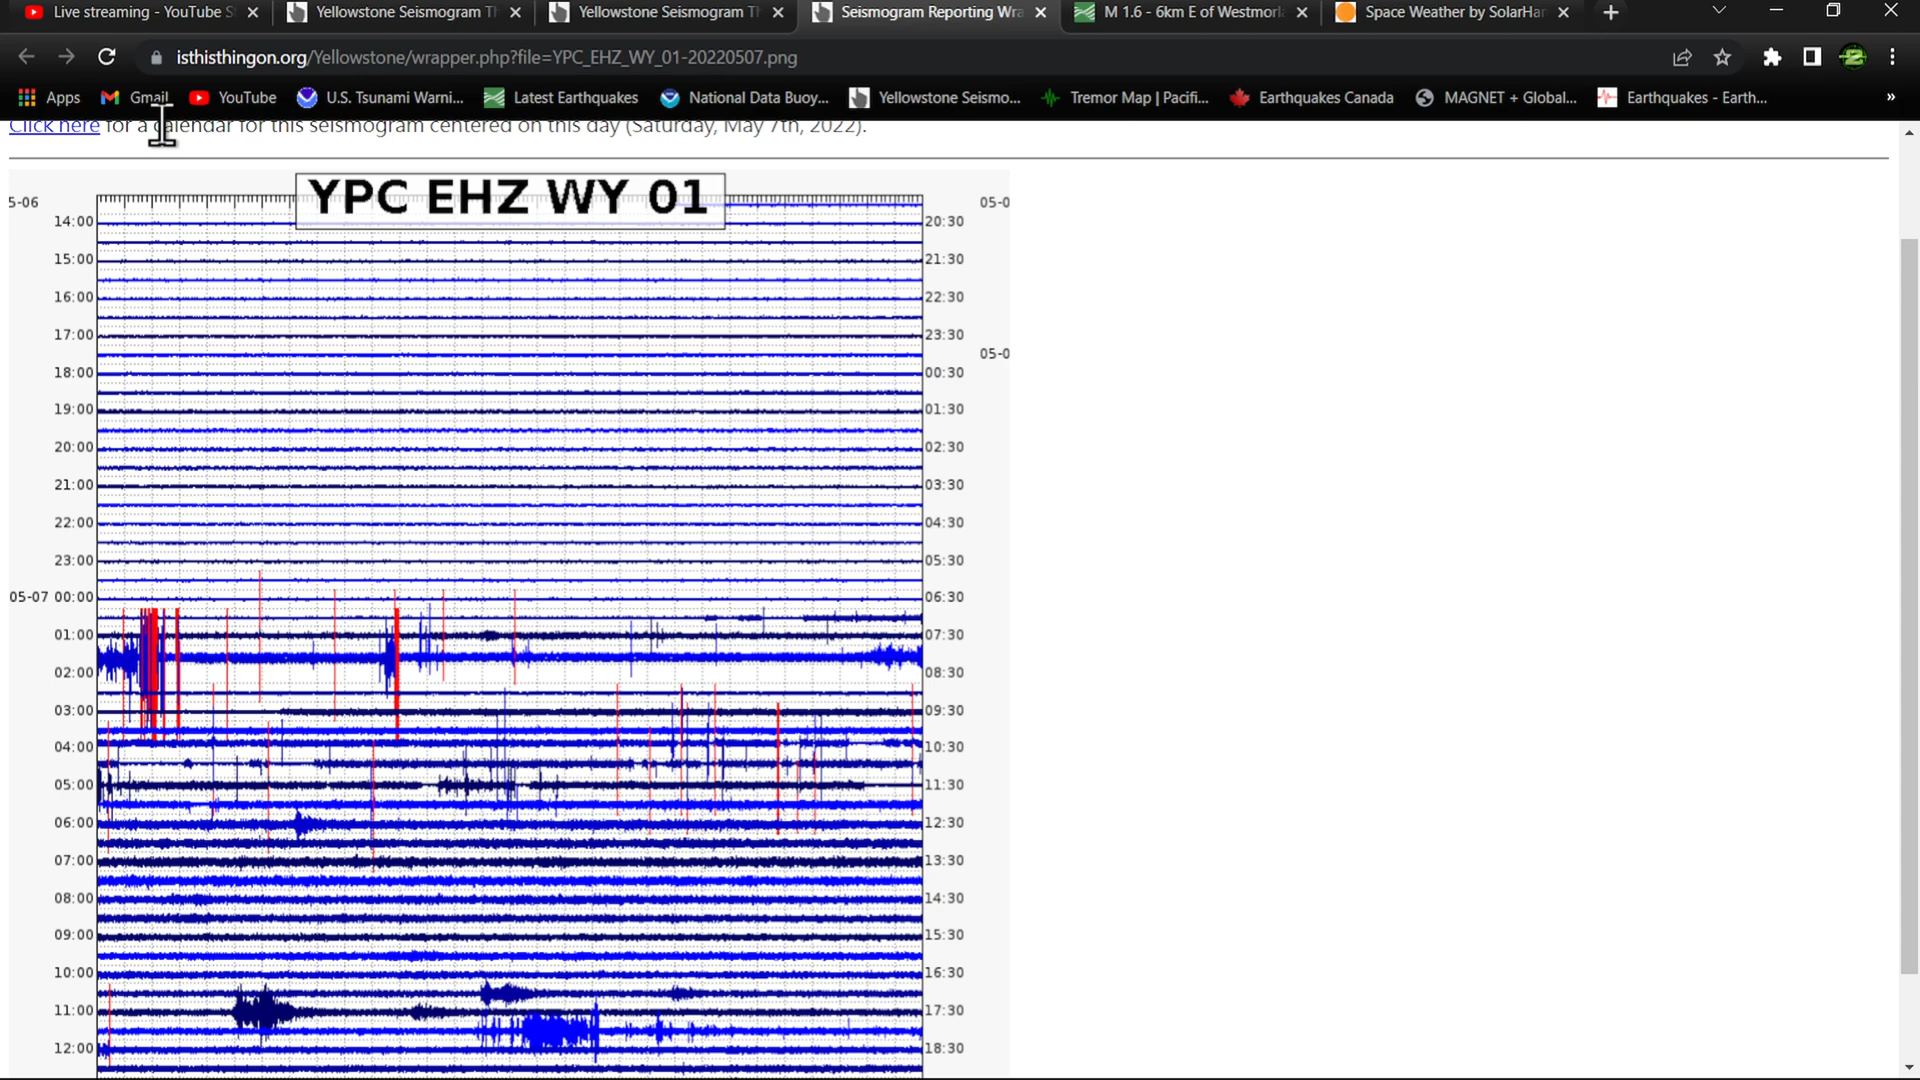 Live streaming - YouTube S
Yellowstone Seismogram Th
Yellowstone Seismogram Th
Seismogram Reporting Wra
M 1.6 - 6km E of Westmorl
Space Weather by SolarHar
isthisthingon.org/Yellowstone/wrapper.php?file=YPC_EHZ_WY_01-20220507.png
Apps
Gmail
YouTube
U.S. Tsunami Warni...
Latest Earthquakes
National Data Buoy...
Yellowstone Seismo...
Tremor Map | Pacifi...
Earthquakes Canada
MAGNET + Global...
Earthquakes - Earth...
»
Click here for a calendar for this seismogram centered on this day (Saturday, May 7th, 2022).
YPC EHZ WY 01
5-06
05-0
14:00
20:30
15:00
21:30
16:00
22:30
17:00
23:30
05-0
18:00
00:30
19:00
01:30
20:00
02:30
21:00
03:30
22:00
04:30
23:00
05:30
05-07 00:00
06:30
01:00
07:30
02:00
08:30
03:00
09:30
04:00
10:30
05:00
11:30
06:00
12:30
07:00
13:30
08:00
14:30
09:00
15:30
10:00
16:30
11:00
17:30
12:00
18:30